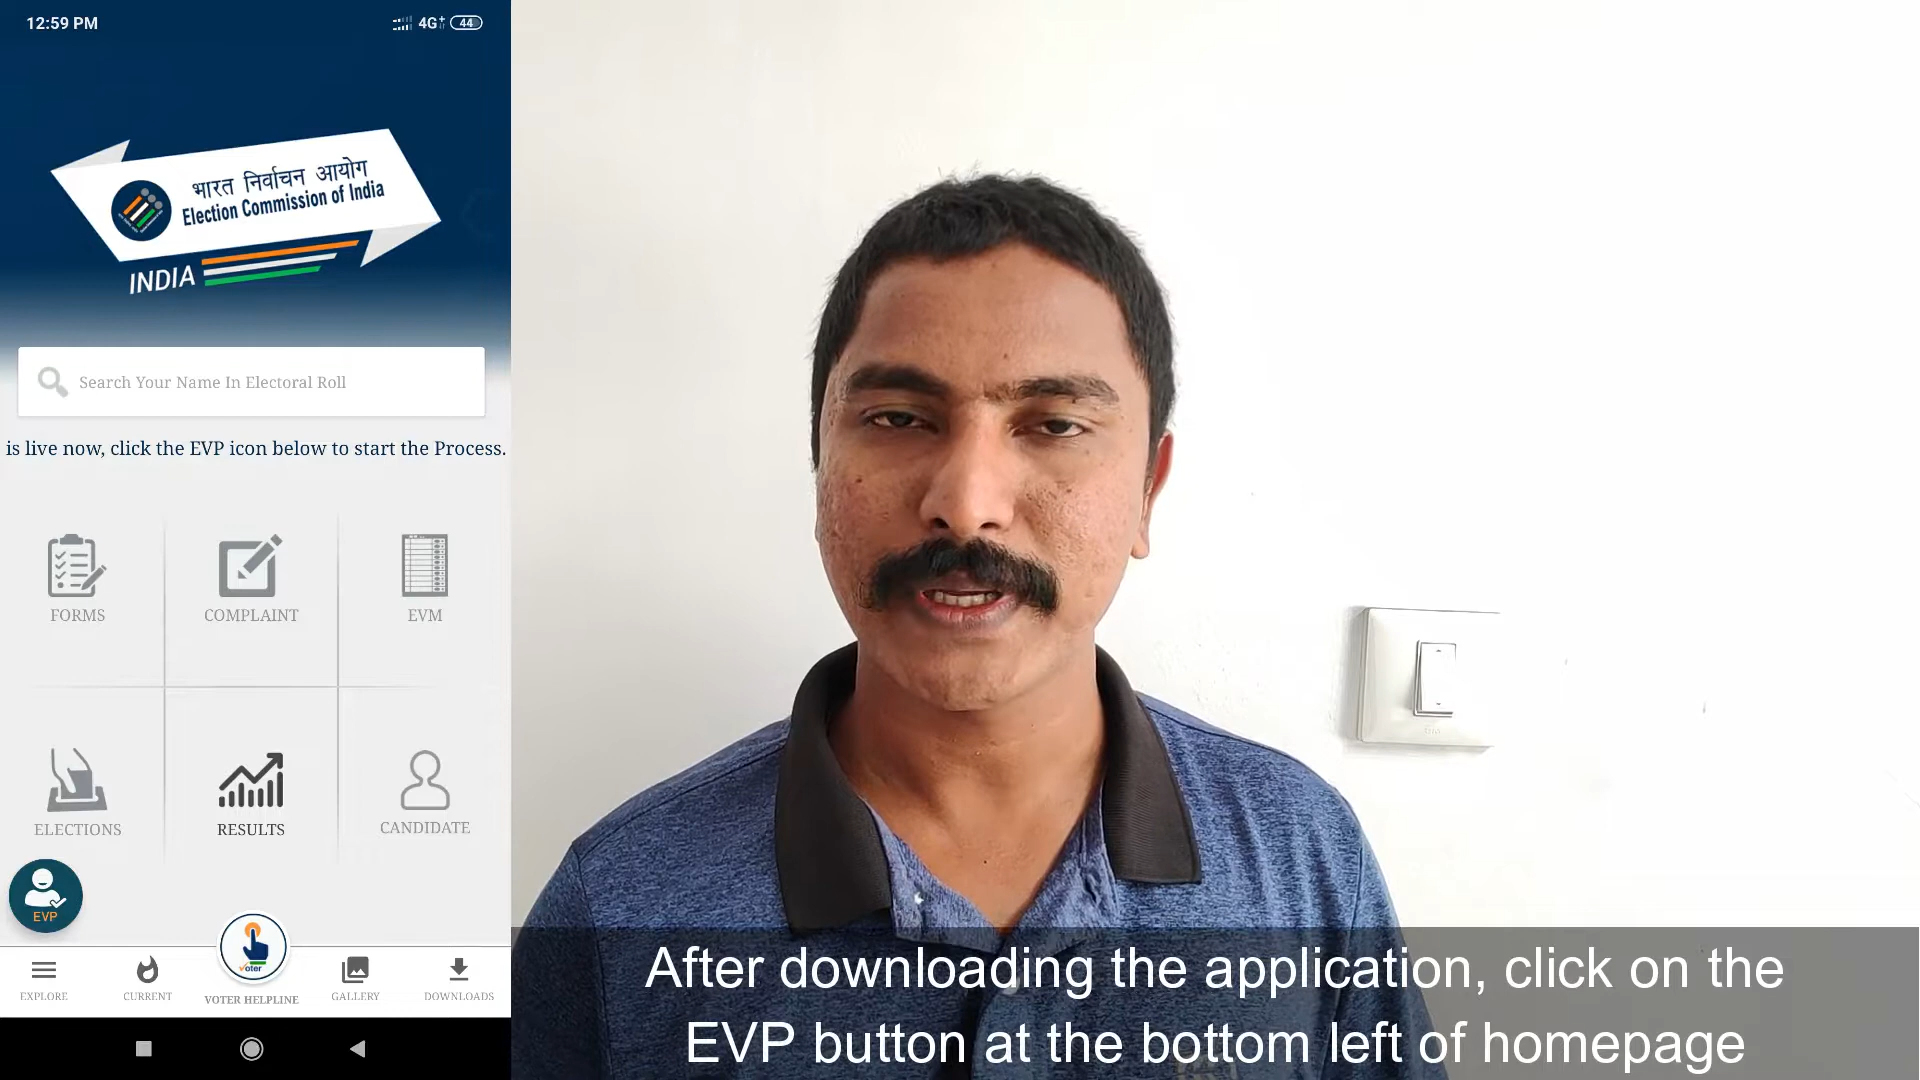 12:59 PM
4G+
44
भारत निर्वाचन आयोग
Election Commission of India
INDIA
Search Your Name In Electoral Roll
is live now, click the EVP icon below to start the Process.
FORMS
COMPLAINT
EVM
ELECTIONS
RESULTS
CANDIDATE
EVP
Voter
EXPLORE
CURRENT
VOTER HELPLINE
GALLERY
DOWNLOADS
After downloading the application, click on the
EVP button at the bottom left of homepage